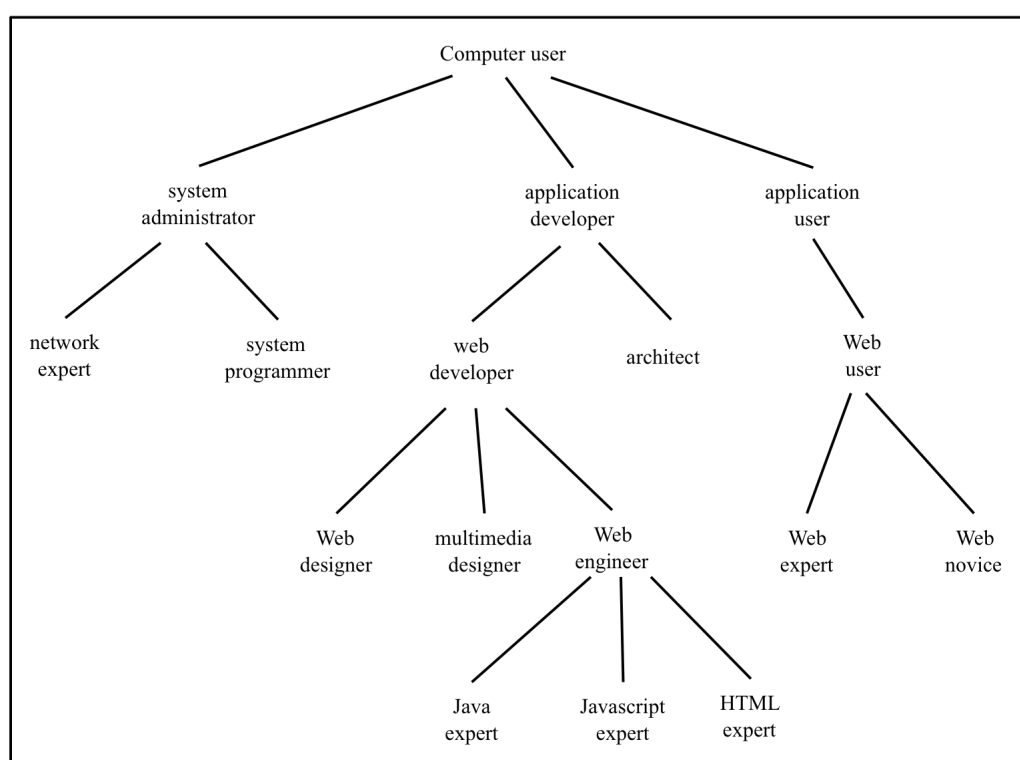 Computer user
system
administrator
application
developer
application
user
network
expert
system
programmer
web
developer
architect
Web
user
Web
designer
multimedia
designer
Web
engineer
Web
expert
Web
novice
Java
expert
Javascript
expert
HTML
expert